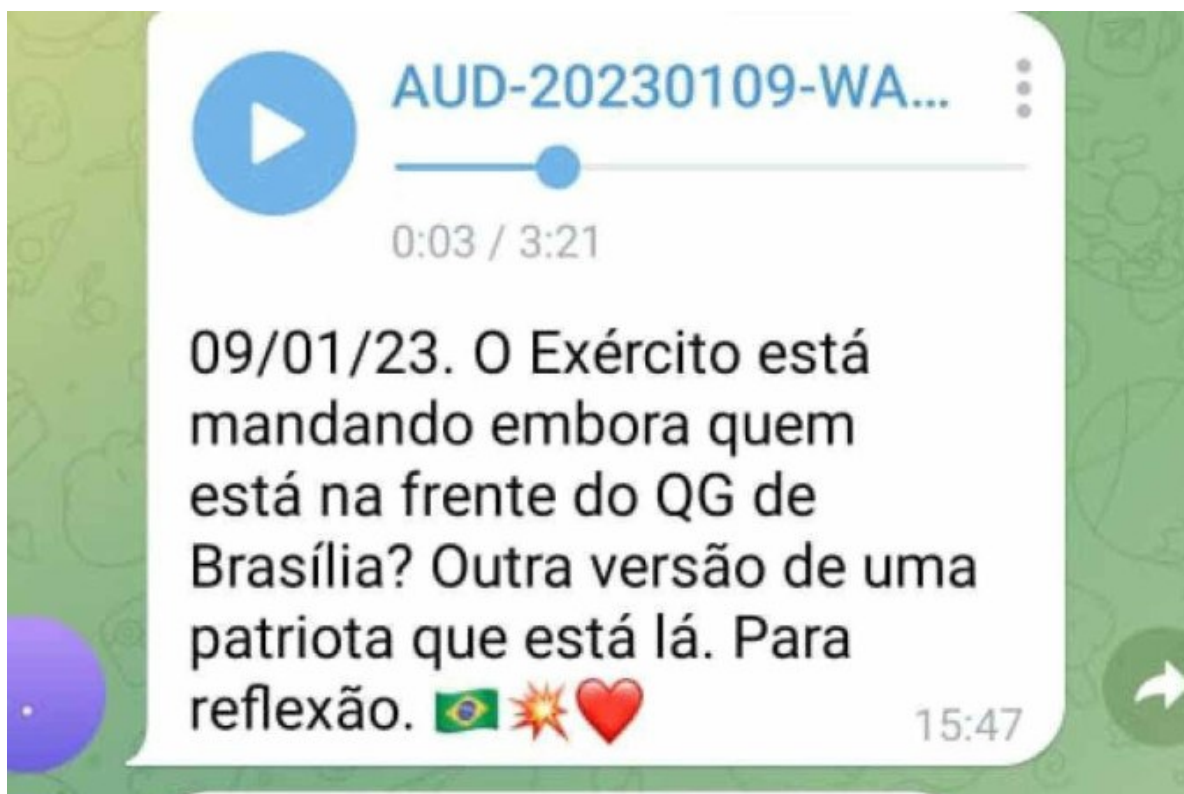 AUD-20230109-WA...
0:03 / 3:21
09/01/23. O Exército está
mandando embora quem
está na frente do QG de
Brasília? Outra versão de uma
patriota que está lá. Para
reflexão. 🇧🇷💥❤️
15:47